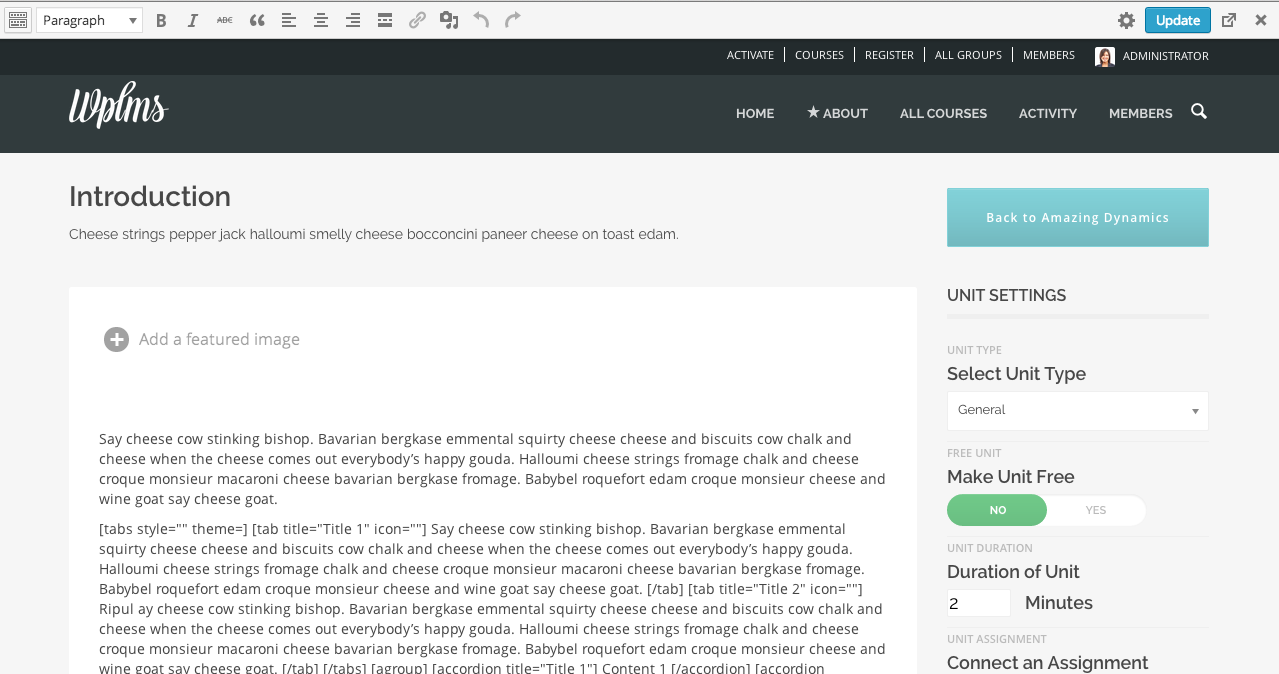 Paragraph
B
I
ABC
Update
ACTIVATE
COURSES
REGISTER
ALL GROUPS
MEMBERS
ADMINISTRATOR
Wplms
HOME
ABOUT
ALL COURSES
ACTIVITY
MEMBERS
Introduction
Cheese strings pepper jack halloumi smelly cheese bocconcini paneer cheese on toast edam.
Back to Amazing Dynamics
Add a featured image
Say cheese cow stinking bishop. Bavarian bergkase emmental squirty cheese cheese and biscuits cow chalk and
cheese when the cheese comes out everybody’s happy gouda. Halloumi cheese strings fromage chalk and cheese
croque monsieur macaroni cheese bavarian bergkase fromage. Babybel roquefort edam croque monsieur cheese and
wine goat say cheese goat.
[tabs style="" theme=] [tab title="Title 1" icon=""] Say cheese cow stinking bishop. Bavarian bergkase emmental
squirty cheese cheese and biscuits cow chalk and cheese when the cheese comes out everybody’s happy gouda.
Halloumi cheese strings fromage chalk and cheese croque monsieur macaroni cheese bavarian bergkase fromage.
Babybel roquefort edam croque monsieur cheese and wine goat say cheese goat. [/tab] [tab title="Title 2" icon=""]
Ripul ay cheese cow stinking bishop. Bavarian bergkase emmental squirty cheese cheese and biscuits cow chalk and
cheese when the cheese comes out everybody’s happy gouda. Halloumi cheese strings fromage chalk and cheese
croque monsieur macaroni cheese bavarian bergkase fromage. Babybel roquefort edam croque monsieur cheese and
wine goat say cheese goat. [/tab] [/tabs] [agroup] [accordion title="Title 1"] Content 1 [/accordion] [accordion
UNIT SETTINGS
UNIT TYPE
Select Unit Type
General
FREE UNIT
Make Unit Free
NO
YES
UNIT DURATION
Duration of Unit
2 Minutes
UNIT ASSIGNMENT
Connect an Assignment